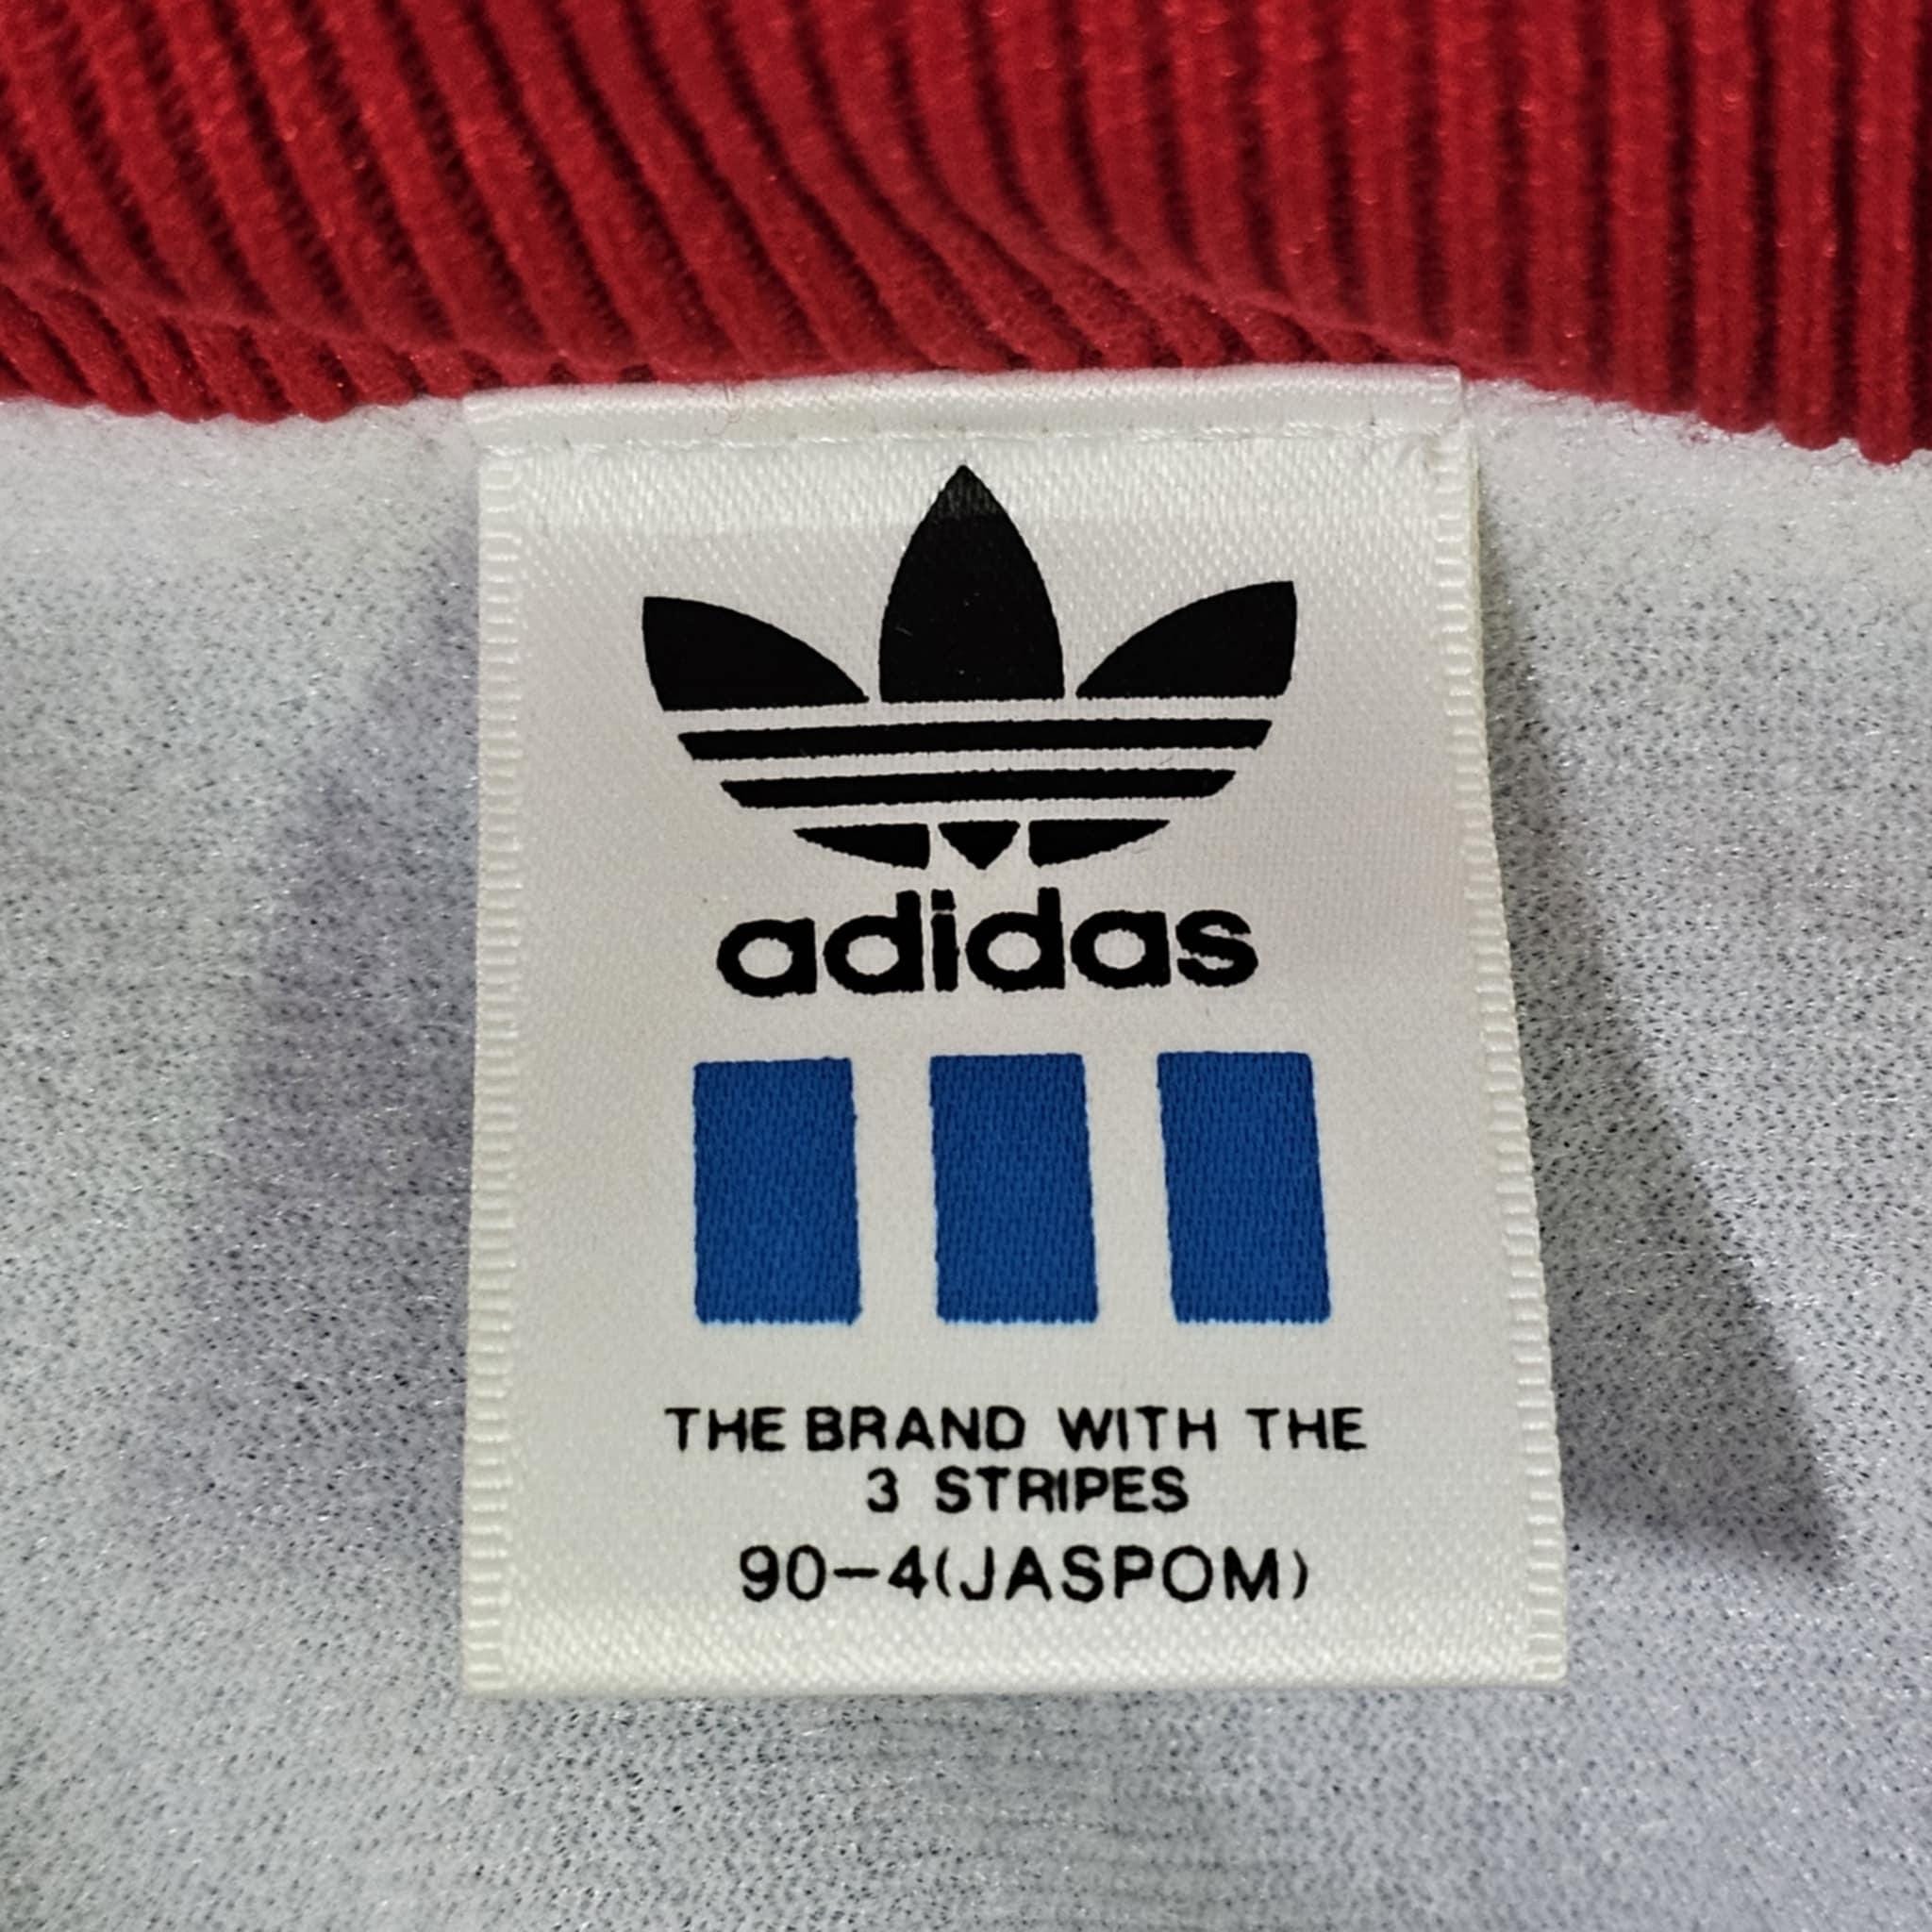 adidas
THE BRAND WITH THE
3 STRIPES
90-4(JASPOM)